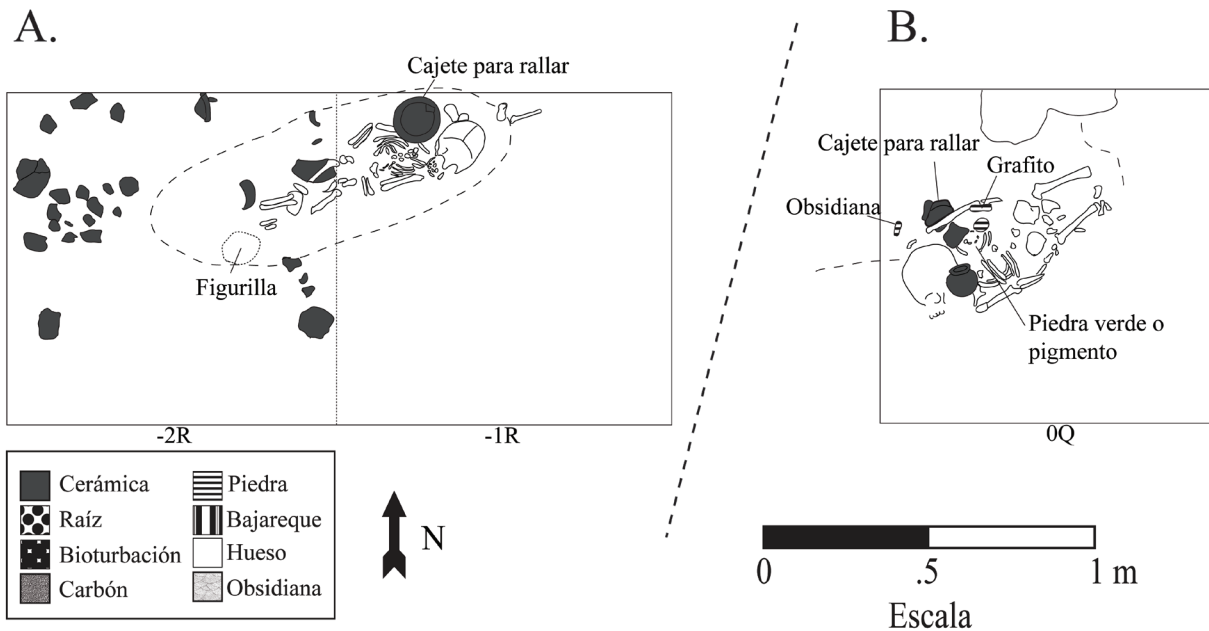 A.
Cajete para rallar
Figurilla
-2R
-1R
B.
Cajete para rallar
Grafito
Obsidiana
Piedra verde o
pigmento
0Q
Cerámica
Raíz
Bioturbación
Carbón
Piedra
Bajareque
Hueso
Obsidiana
N
0 .5 1 m
Escala